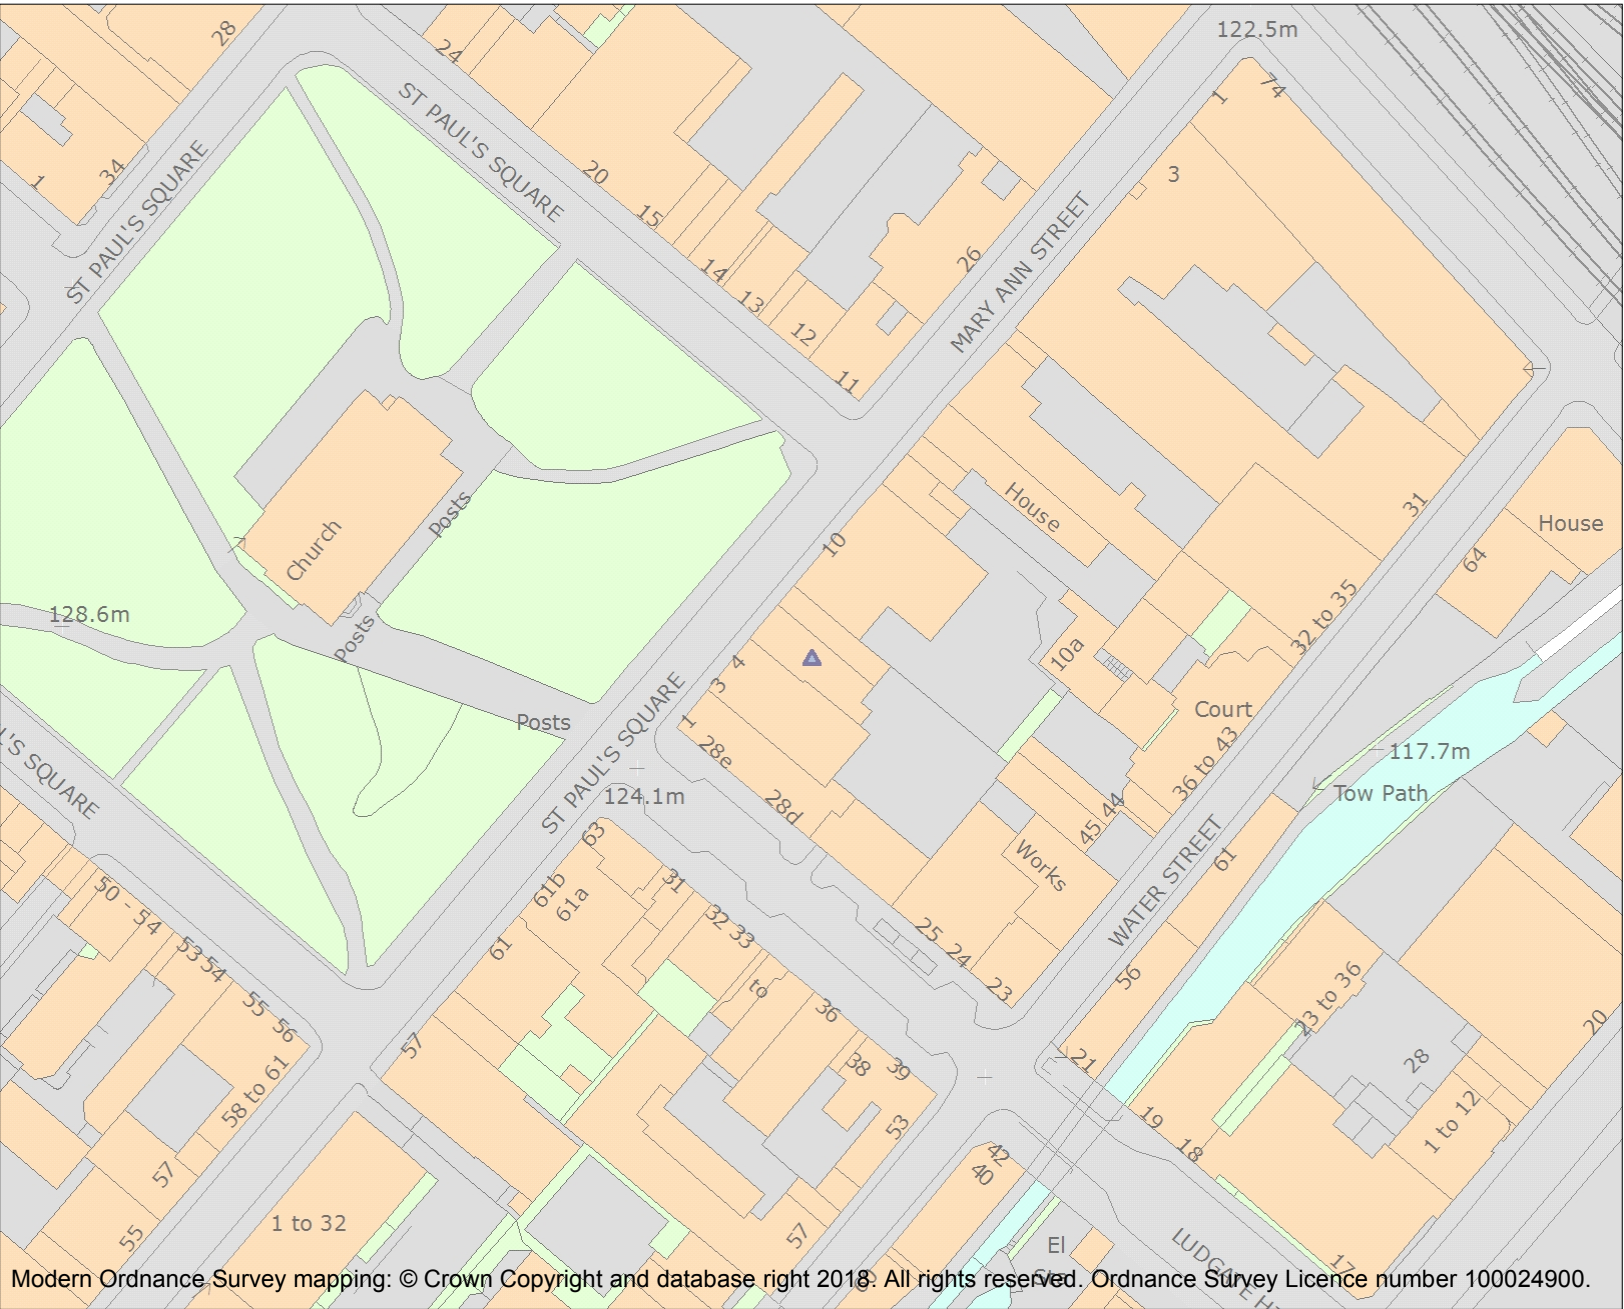 122.5m
28
24
ST PAUL'S SQUARE
1
74
3
20
1
34
ST PAUL'S SQUARE
15
14
13
12
11
26
MARY ANN STREET
House
31
House
10
Church
Posts
64
32 to 35
128.6m
Posts
10a
4
3
1
Court
Posts
28e
ST PAUL'S SQUARE
124.1m
28d
36 to 43
117.7m
Tow Path
L'S SQUARE
45 44
63
61
Works
WATER STREET
31
61b
61a
32 33
50 - 54
53 54
25
24
23
61
to
56
55
56
36
23 to 36
20
57
38
39
21
28
58 to 61
53
19
18
1 to 12
42
40
57
1 to 32
55
57
El
Sta
LUDGATE H
17
60
Modern Ordnance Survey mapping: © Crown Copyright and database right 2018. All rights reserved. Ordnance Survey Licence number 100024900.